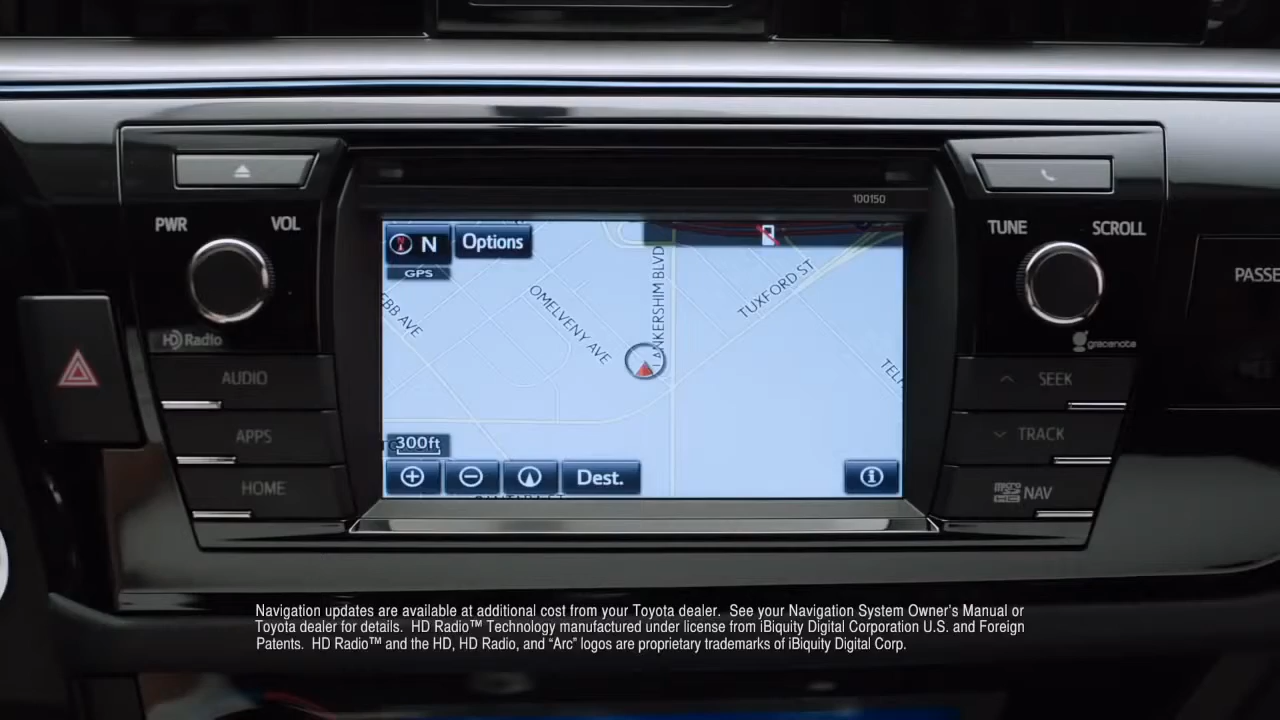 100150
PWR VOL
TUNE SCROLL
N Options
GPS
LANKERSHIM BLVD
TUXFORD ST
OMELVENY AVE
AVE
PASSE
HD Radio
gracenote
AUDIO
SEEK
APPS
TRACK
HOME
micro SD HC NAV
300ft
Dest.
Navigation updates are available at additional cost from your Toyota dealer. See your Navigation System Owner's Manual or
Toyota dealer for details. HD Radio™ Technology manufactured under license from iBiquity Digital Corporation U.S. and Foreign
Patents. HD Radio™ and the HD, HD Radio, and “Arc” logos are proprietary trademarks of iBiquity Digital Corp.